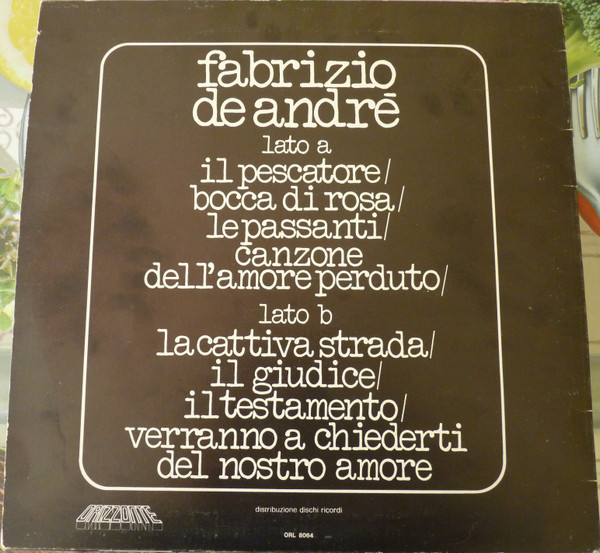 fabrizio
de andrē
lato a
il pescatore/
bocca di rosa/
le passanti/
canzone
dell'amore perduto/
lato b
la cattiva strada/
il giudice/
il testamento/
verranno a chiederti
del nostro amore
ORIZZONTE
distribuzione dischi ricordi
ORL 8064